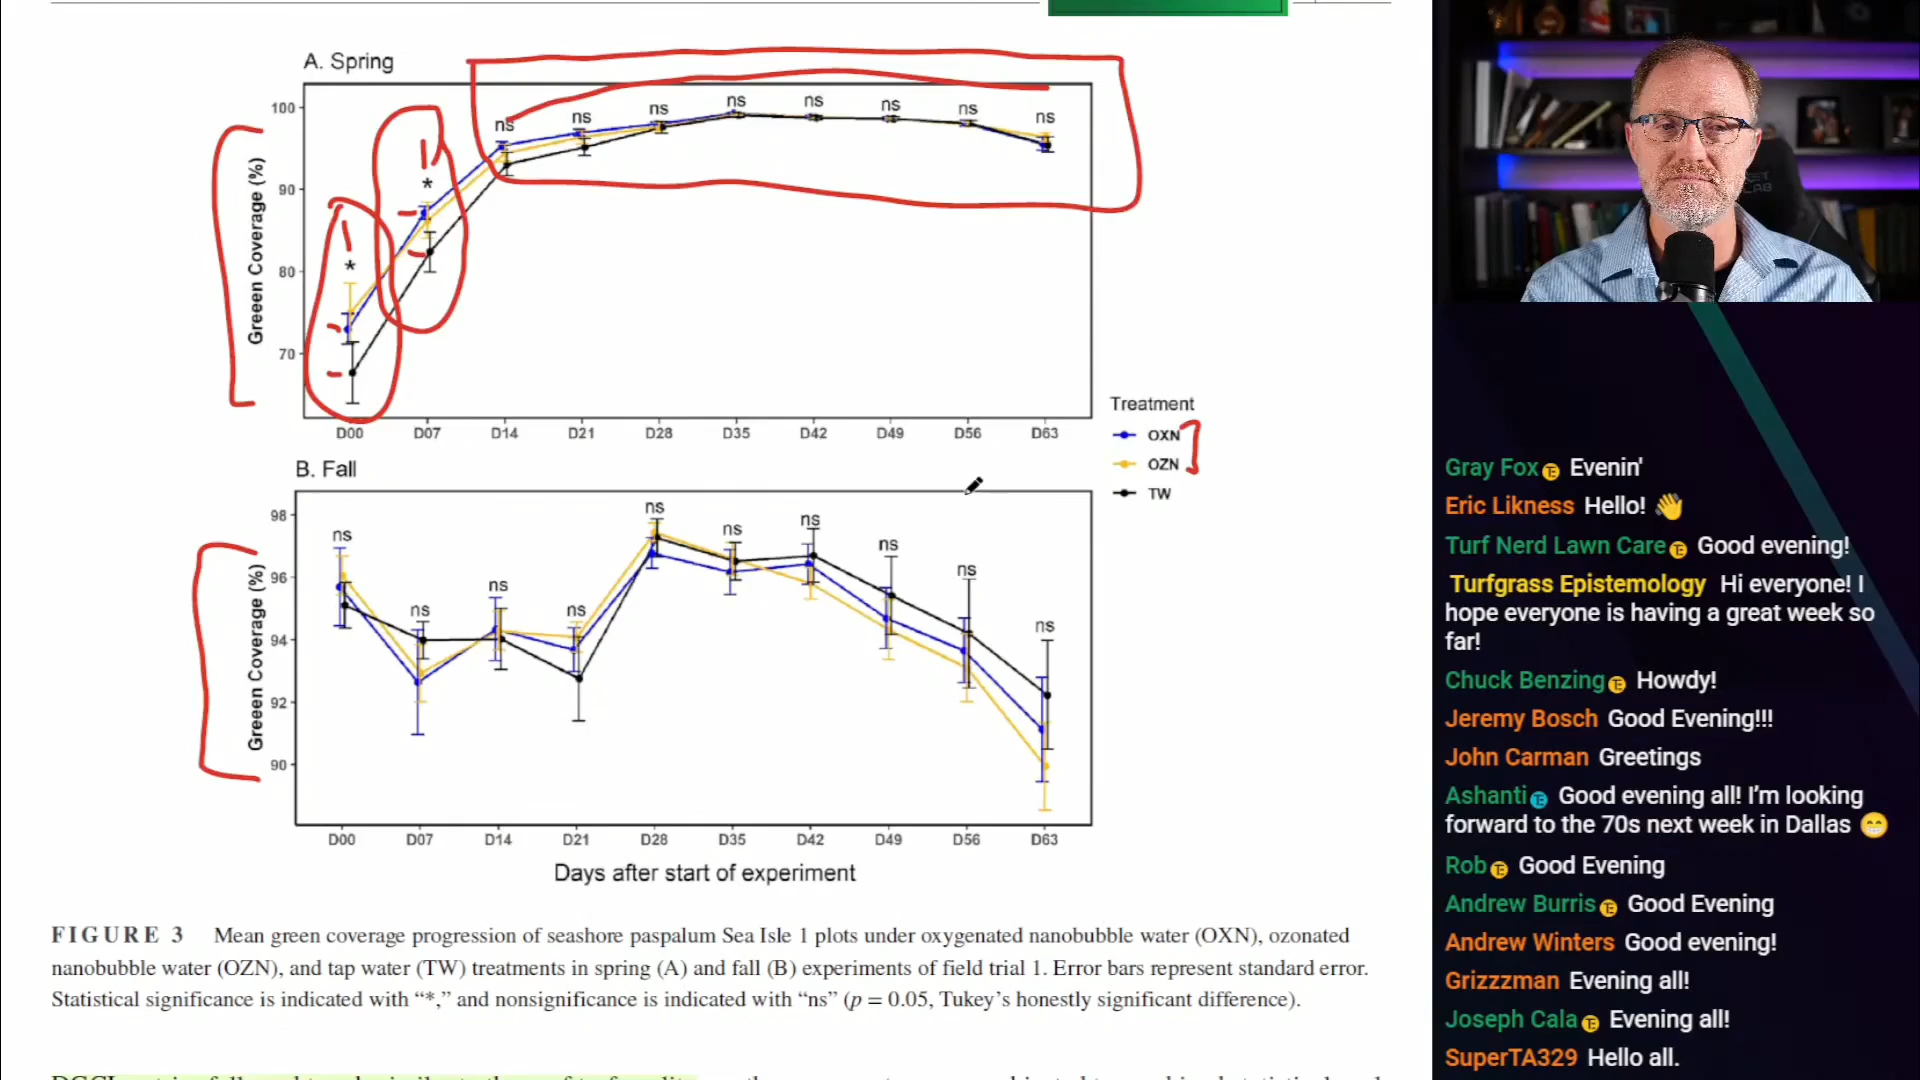 A. Spring
100
90
80
70
Greeen Coverage (%)
* * ns ns ns ns ns ns ns ns
D00 D07 D14 D21 D28 D35 D42 D49 D56 D63
Treatment
OXN
OZN
TW
B. Fall
98
96
94
92
90
Greeen Coverage (%)
ns ns ns ns ns ns ns ns ns ns
D00 D07 D14 D21 D28 D35 D42 D49 D56 D63
Days after start of experiment
FIGURE 3 Mean green coverage progression of seashore paspalum Sea Isle 1 plots under oxygenated nanobubble water (OXN), ozonated
nanobubble water (OZN), and tap water (TW) treatments in spring (A) and fall (B) experiments of field trial 1. Error bars represent standard error.
Statistical significance is indicated with “*,” and nonsignificance is indicated with “ns” (p = 0.05, Tukey’s honestly significant difference).
Gray Fox Evenin'
Eric Likness Hello! 👋
Turf Nerd Lawn Care Good evening!
Turfgrass Epistemology Hi everyone! I
hope everyone is having a great week so
far!
Chuck Benzing Howdy!
Jeremy Bosch Good Evening!!!
John Carman Greetings
Ashanti Good evening all! I’m looking
forward to the 70s next week in Dallas 😁
Rob Good Evening
Andrew Burris Good Evening
Andrew Winters Good evening!
Grizzzman Evening all!
Joseph Cala Evening all!
SuperTA329 Hello all.